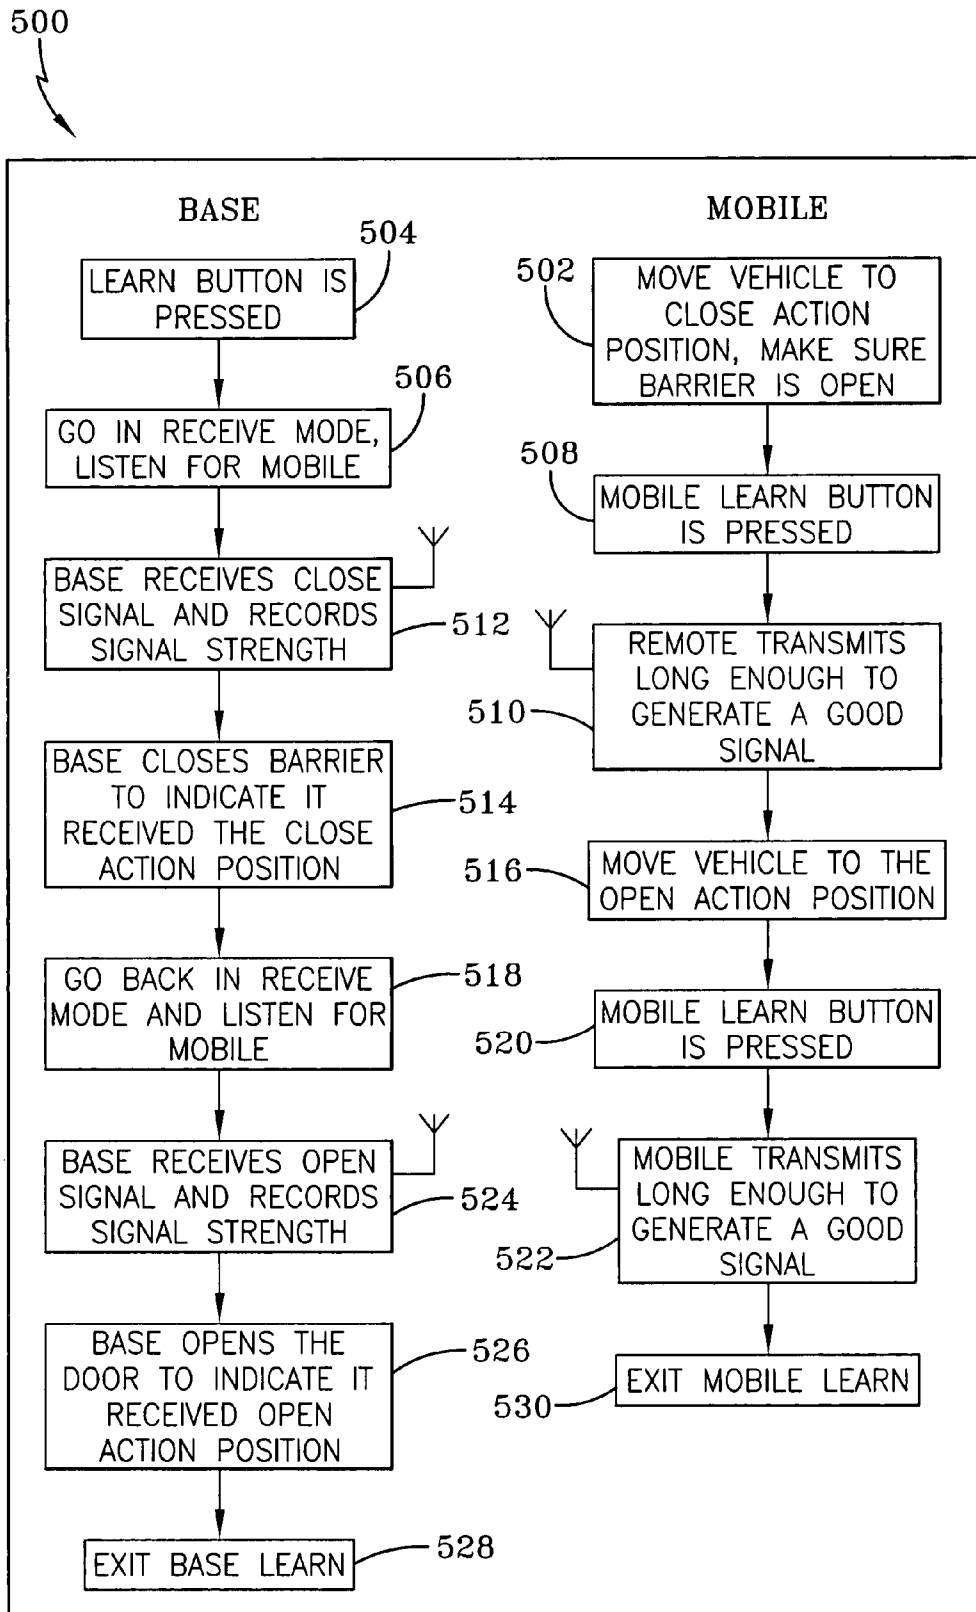 500
BASE
504
LEARN BUTTON IS
PRESSED
506
GO IN RECEIVE MODE,
LISTEN FOR MOBILE
BASE RECEIVES CLOSE
SIGNAL AND RECORDS
SIGNAL STRENGTH
512
BASE CLOSES BARRIER
TO INDICATE IT
RECEIVED THE CLOSE
ACTION POSITION
514
GO BACK IN RECEIVE
MODE AND LISTEN FOR
MOBILE
518
BASE RECEIVES OPEN
SIGNAL AND RECORDS
SIGNAL STRENGTH
524
BASE OPENS THE
DOOR TO INDICATE IT
RECEIVED OPEN
ACTION POSITION
526
EXIT BASE LEARN
528
MOBILE
502
MOVE VEHICLE TO
CLOSE ACTION
POSITION, MAKE SURE
BARRIER IS OPEN
508
MOBILE LEARN BUTTON
IS PRESSED
REMOTE TRANSMITS
LONG ENOUGH TO
GENERATE A GOOD
SIGNAL
510
MOVE VEHICLE TO THE
OPEN ACTION POSITION
516
MOBILE LEARN BUTTON
IS PRESSED
520
MOBILE TRANSMITS
LONG ENOUGH TO
GENERATE A GOOD
SIGNAL
522
EXIT MOBILE LEARN
530